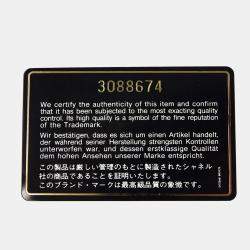 3088674
We certify the authenticity of this item and confirm
that it has been subjected to the most exacting quality
control. Its high quality is a symbol of the fine reputation
of the Trademark.
Wir bestätigen, dass es sich um einen Artikel handelt,
der während seiner Herstellung strengsten Kontrollen
unterworfen war, und dessen erstklassige Qualität
dem hohen Ansehen unserer Marke entspricht.
この商品は厳しい管理のもとに製造されたシャネル
社の商品であることを証明いたします。
このブランド・マークは最高級品質の象徴です。